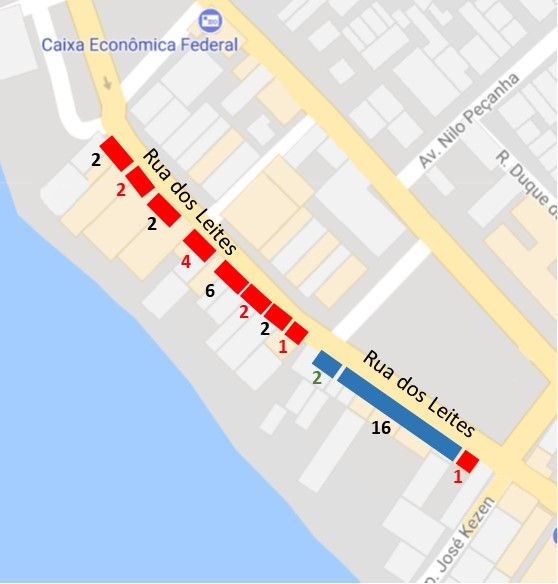 Caixa Econômica Federal
Av. Nilo Peçanha
R. Duque d
Rua dos Leites
2
2
2
4
6
2
2
1
Rua dos Leites
2
16
1
José Kezen